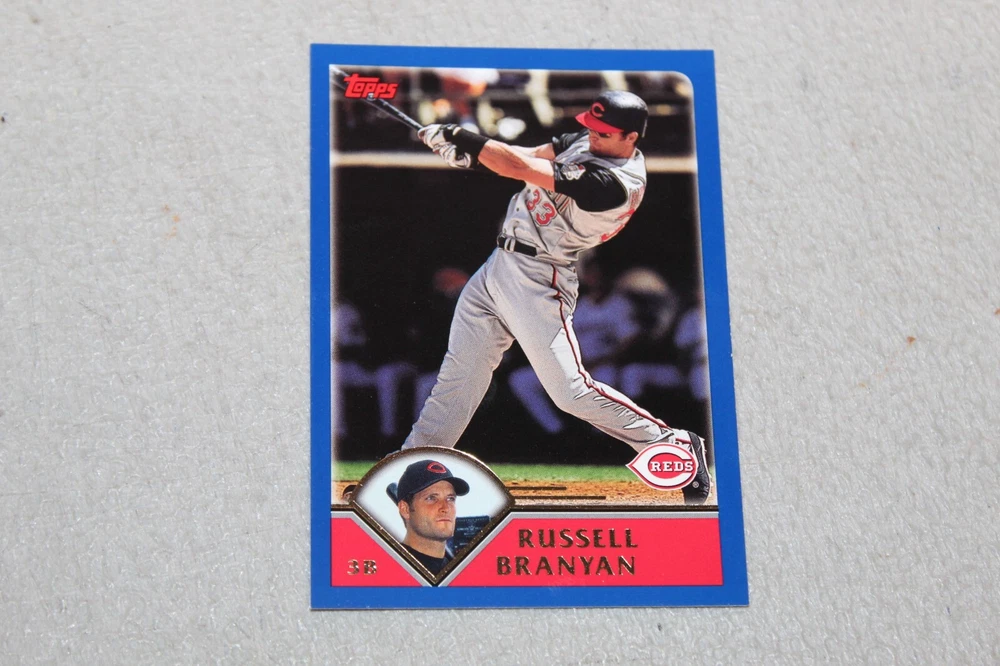 Topps
C
33
REDS
®
RUSSELL
BRANYAN
3B